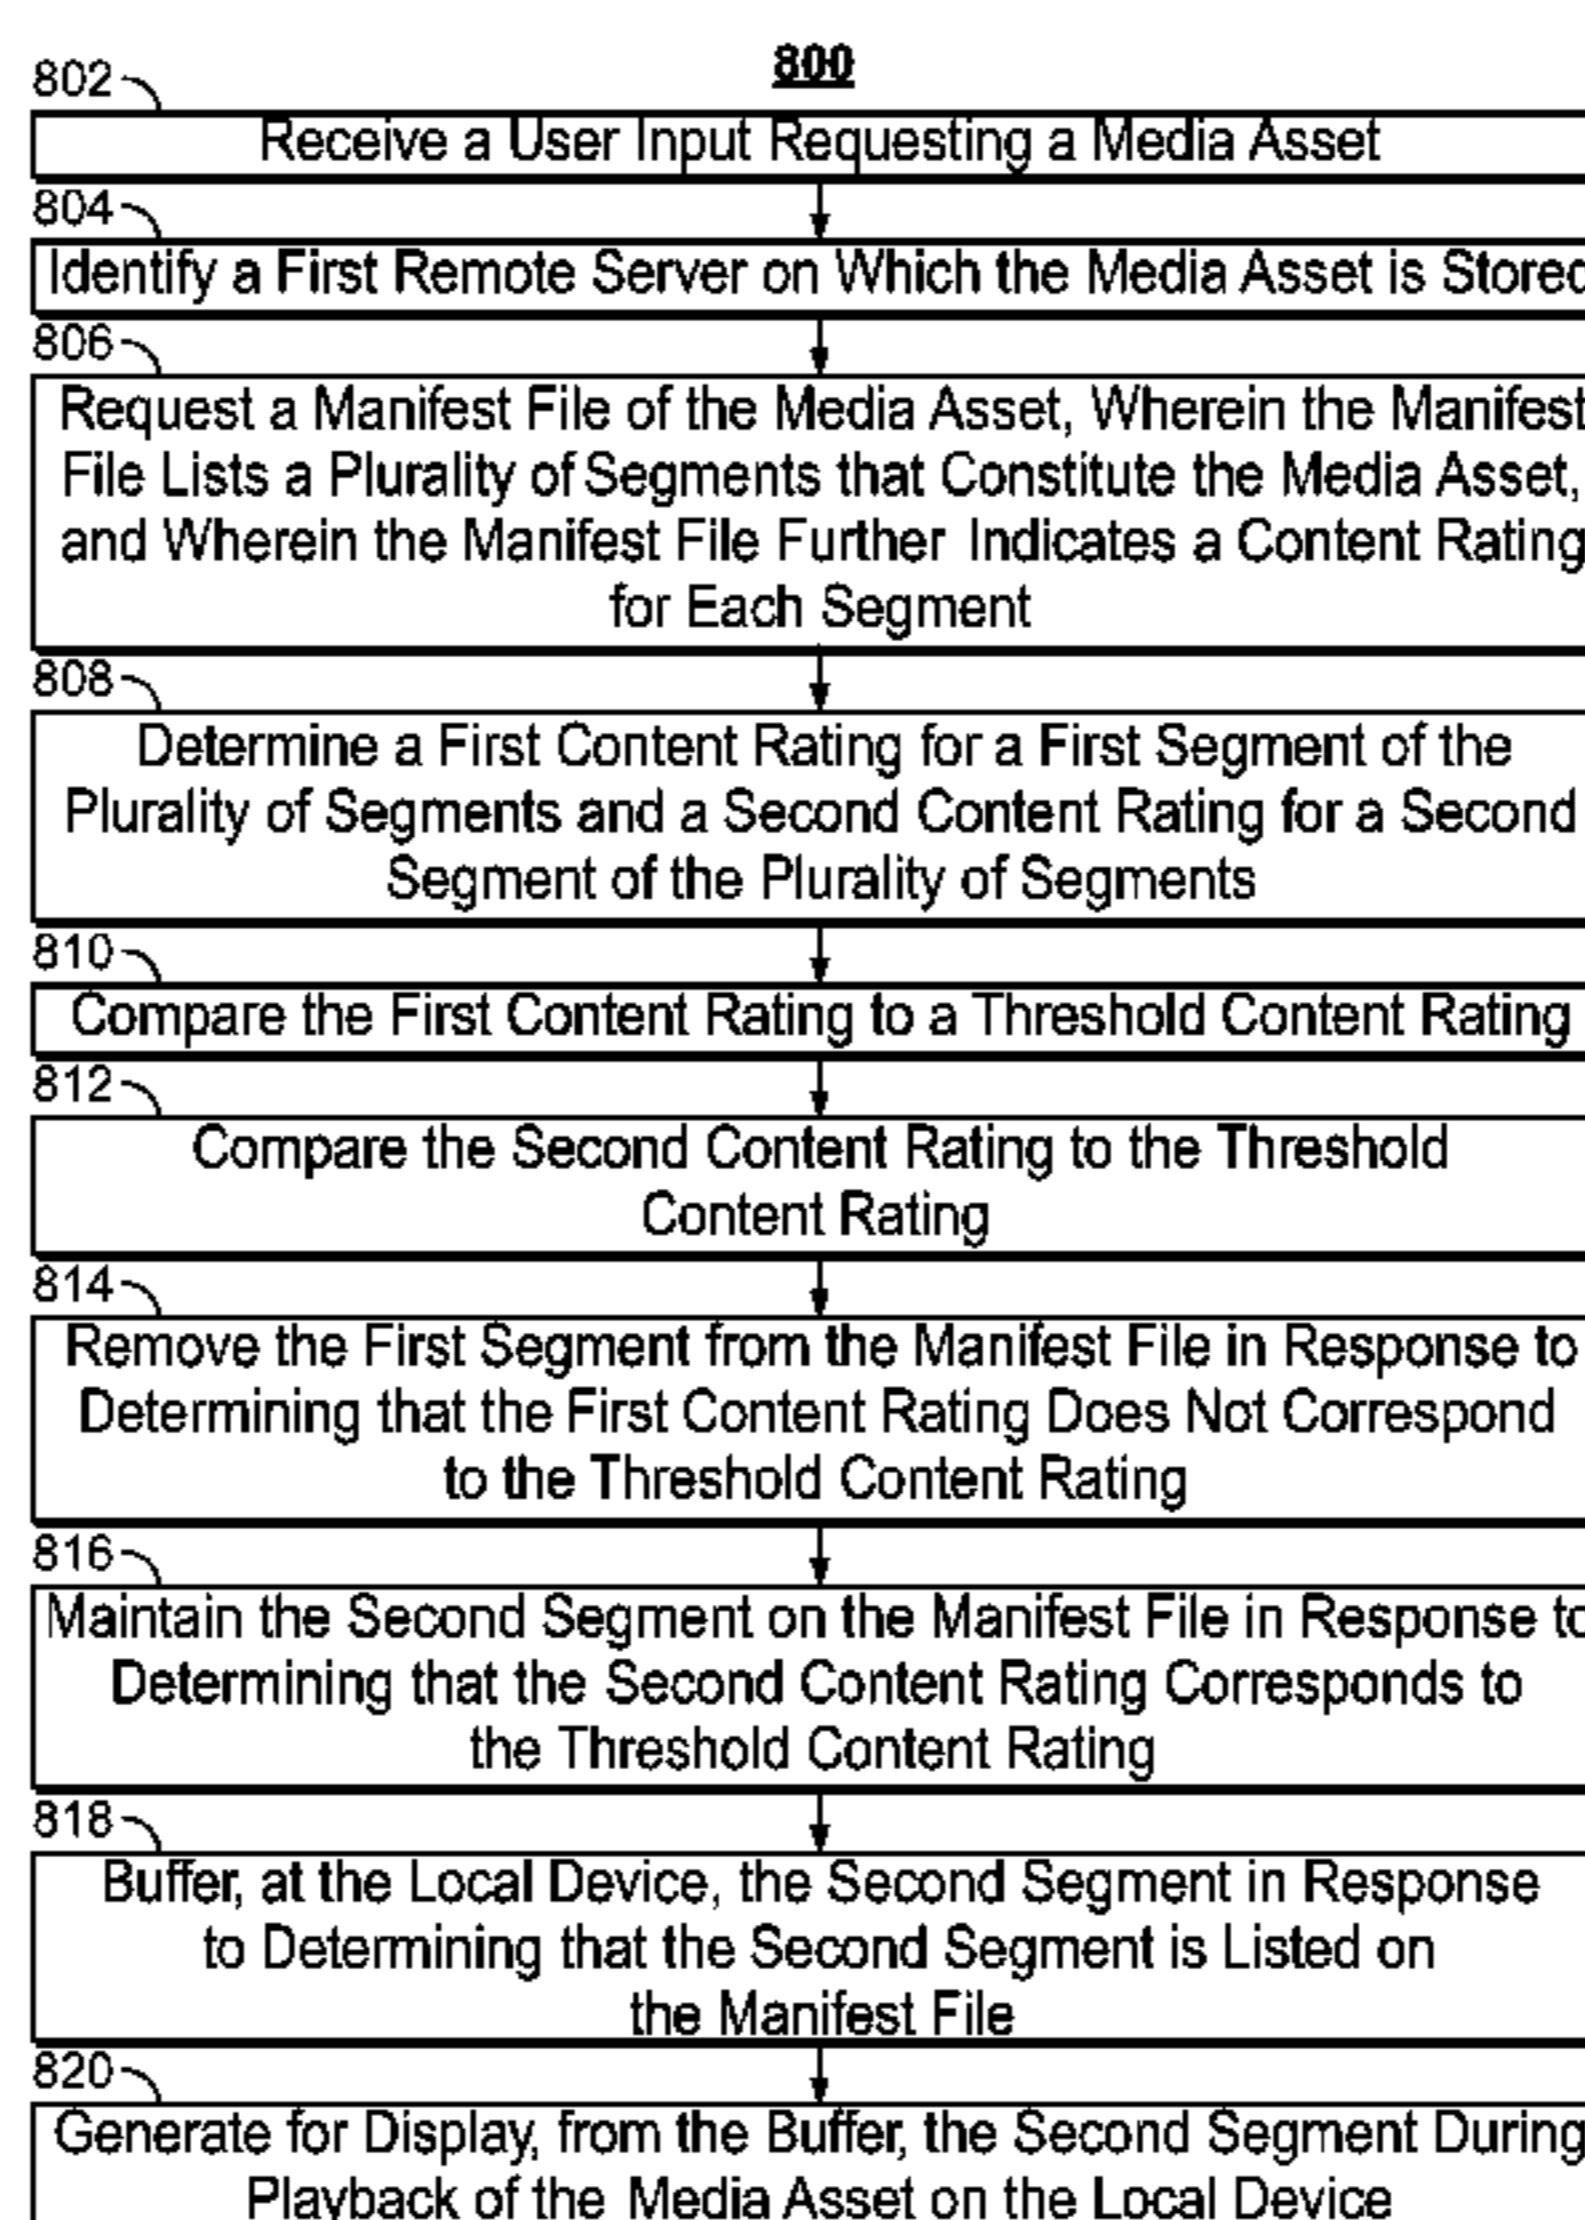 800
802
Receive a User Input Requesting a Media Asset
804
Identify a First Remote Server on Which the Media Asset is Stored
806
Request a Manifest File of the Media Asset, Wherein the Manifest
File Lists a Plurality of Segments that Constitute the Media Asset,
and Wherein the Manifest File Further Indicates a Content Rating
for Each Segment
808
Determine a First Content Rating for a First Segment of the
Plurality of Segments and a Second Content Rating for a Second
Segment of the Plurality of Segments
810
Compare the First Content Rating to a Threshold Content Rating
812
Compare the Second Content Rating to the Threshold
Content Rating
814
Remove the First Segment from the Manifest File in Response to
Determining that the First Content Rating Does Not Correspond
to the Threshold Content Rating
816
Maintain the Second Segment on the Manifest File in Response to
Determining that the Second Content Rating Corresponds to
the Threshold Content Rating
818
Buffer, at the Local Device, the Second Segment in Response
to Determining that the Second Segment is Listed on
the Manifest File
820
Generate for Display, from the Buffer, the Second Segment During
Playback of the Media Asset on the Local Device